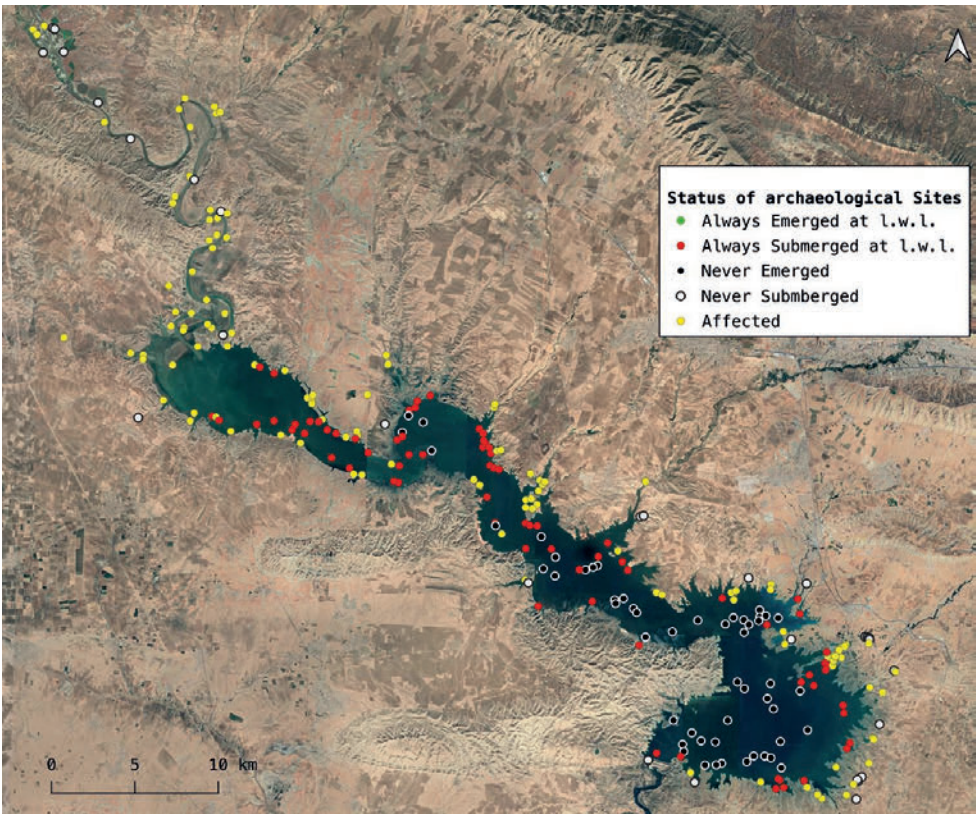 Status of archaeological Sites
Always Emerged at l.w.l.
Always Submerged at l.w.l.
Never Emerged
Never Submberged
Affected
0 5 10 km